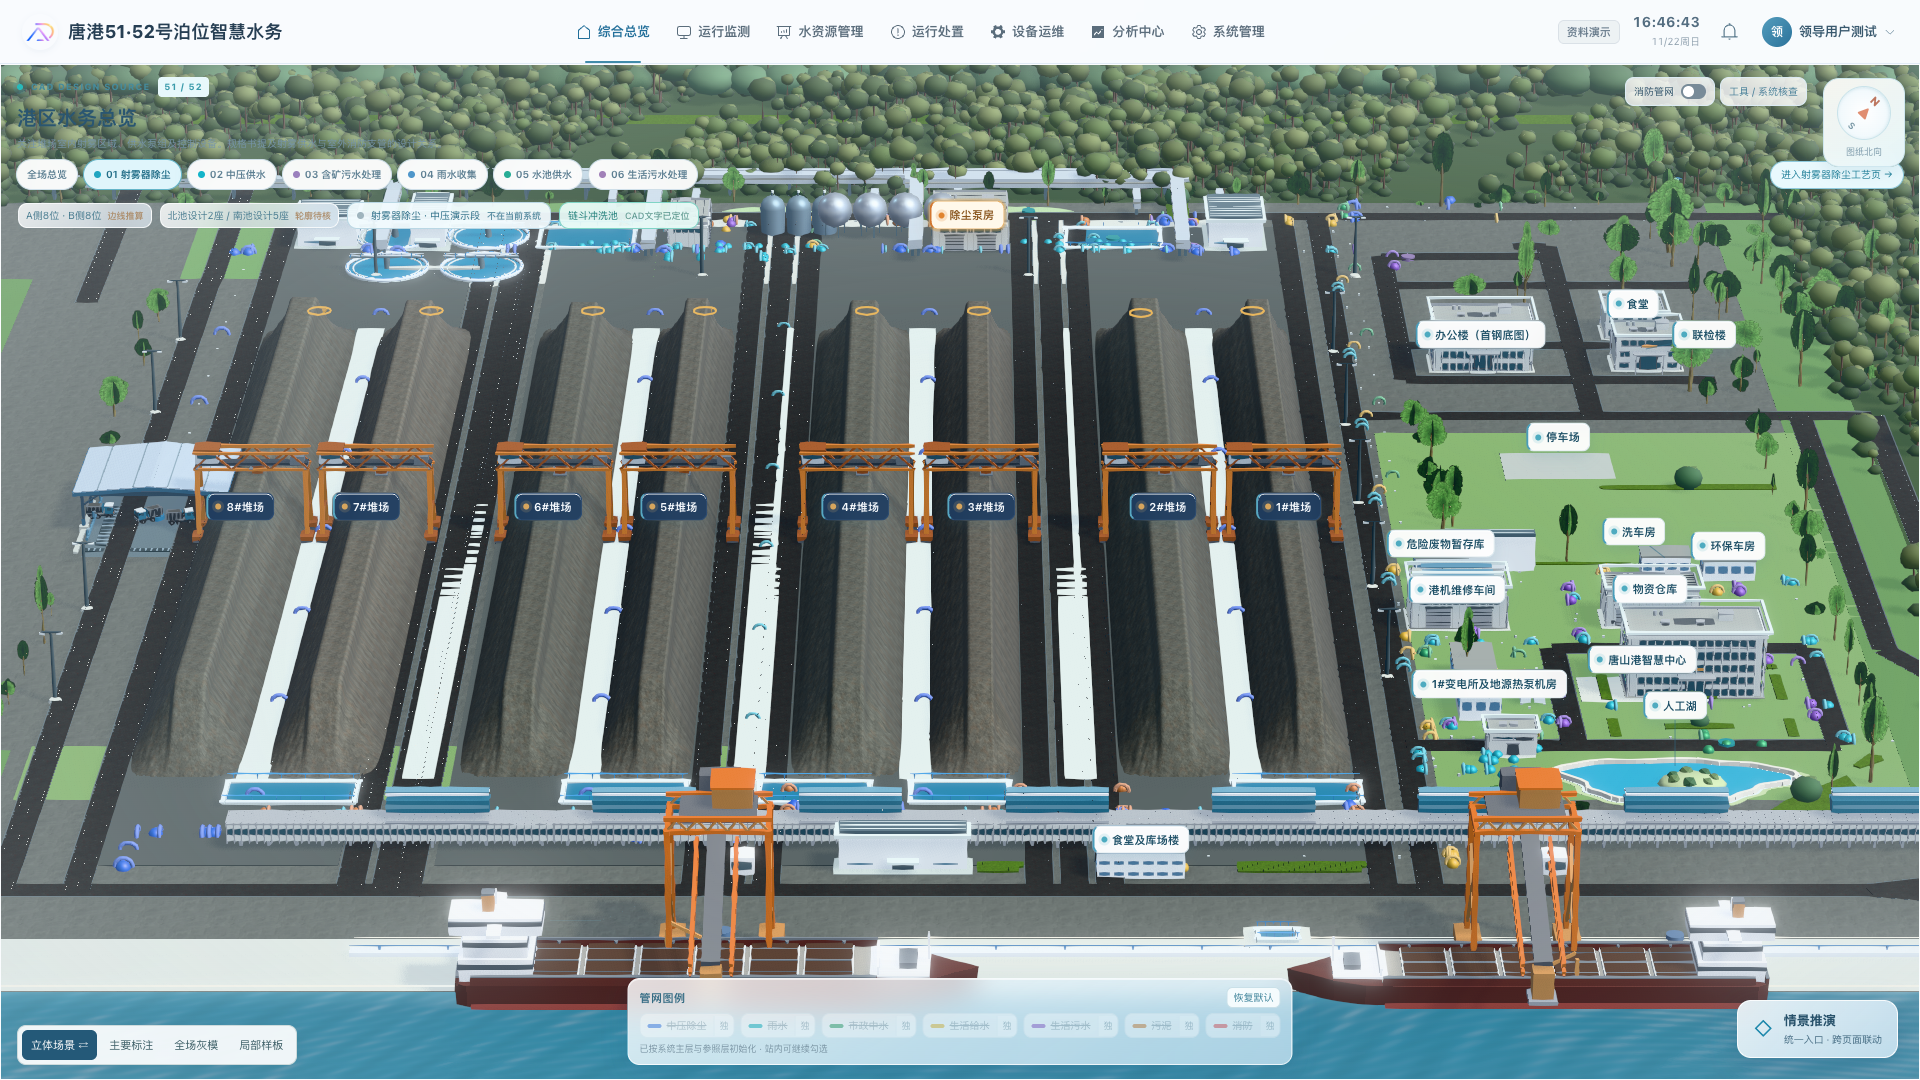 唐港51·52号泊位智慧水务
综合总览
运行监测
水资源管理
运行处置
设备运维
分析中心
系统管理
资料演示
16:46:43
11/22周日
领
领导用户测试
51 / 52
港区水务总览
消防管网
工具 / 系统核查
N
S
图纸北向
进入射雾器除尘工艺页 →
全场总览
01 射雾器除尘
02 中压供水
03 含矿污水处理
04 雨水收集
05 水池供水
06 生活污水处理
A侧8位 · B侧8位 边线推算
北池设计2座 / 南池设计5座 轮廓待核
射雾器除尘 · 中压演示段 不在当前系统
链斗冲洗池 CAD文字已定位
除尘泵房
办公楼（首钢底图）
食堂
联检楼
停车场
8#堆场
7#堆场
6#堆场
5#堆场
4#堆场
3#堆场
2#堆场
1#堆场
危险废物暂存库
洗车房
环保车房
港机维修车间
物资仓库
唐山港智慧中心
1#变电所及地源热泵机房
人工湖
食堂及库场楼
管网图例
恢复默认
中压除尘 独
雨水 独
市政中水 独
生活给水 独
生活污水 独
污泥 独
消防 独
已按系统主层与参照层初始化 · 站内可继续勾选
立体场景 ⇌
主要标注
全场灰模
局部样板
情景推演
统一入口 · 跨页面联动